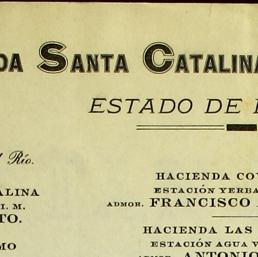 DA SANTA CATALINA
ESTADO DE
Río.
HACIENDA
ALINA
ESTACIÓN YERBA
I. M.
ADMOR. FRANCISCO
TO.
HACIENDA LAS
MO
ESTACIÓN AGUA
ADMOR. ANTONIO